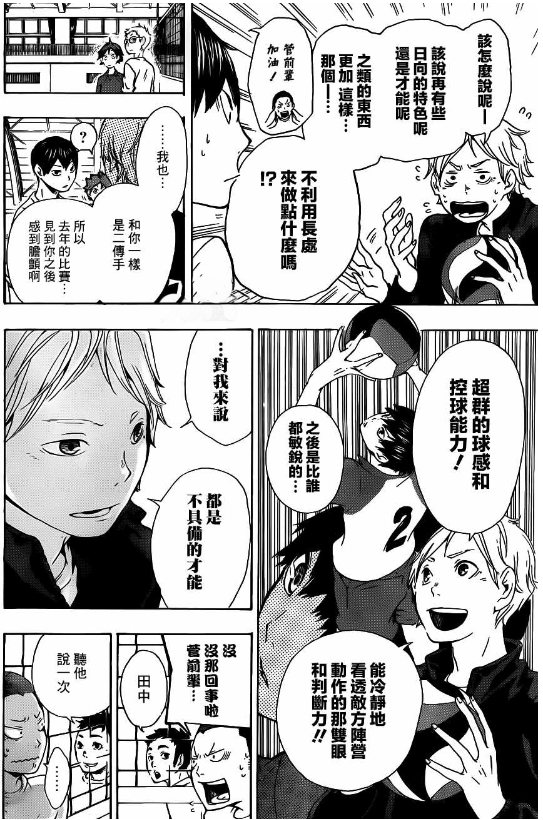 該怎麼說呢ー
該說再有些
日向的特色呢
還是才能呢
之類的東西
更加 這樣…
那個ー…
菅前輩
加油！
不利用長處
來做點什麼嗎
!?
？
……
我也…
和你一樣
是二傳手
所以
去年的比賽…
見到你之後
感到膽顫啊
超群的球感和
控球能力！
之後是比誰
都敏銳的…
2
能冷靜地
看透敵方陣營
動作的那雙眼
和判斷力!!
…對我來說
都是
不具備的才能
沒
沒那回事啦
菅前輩…
田中
聽他
說一次
……